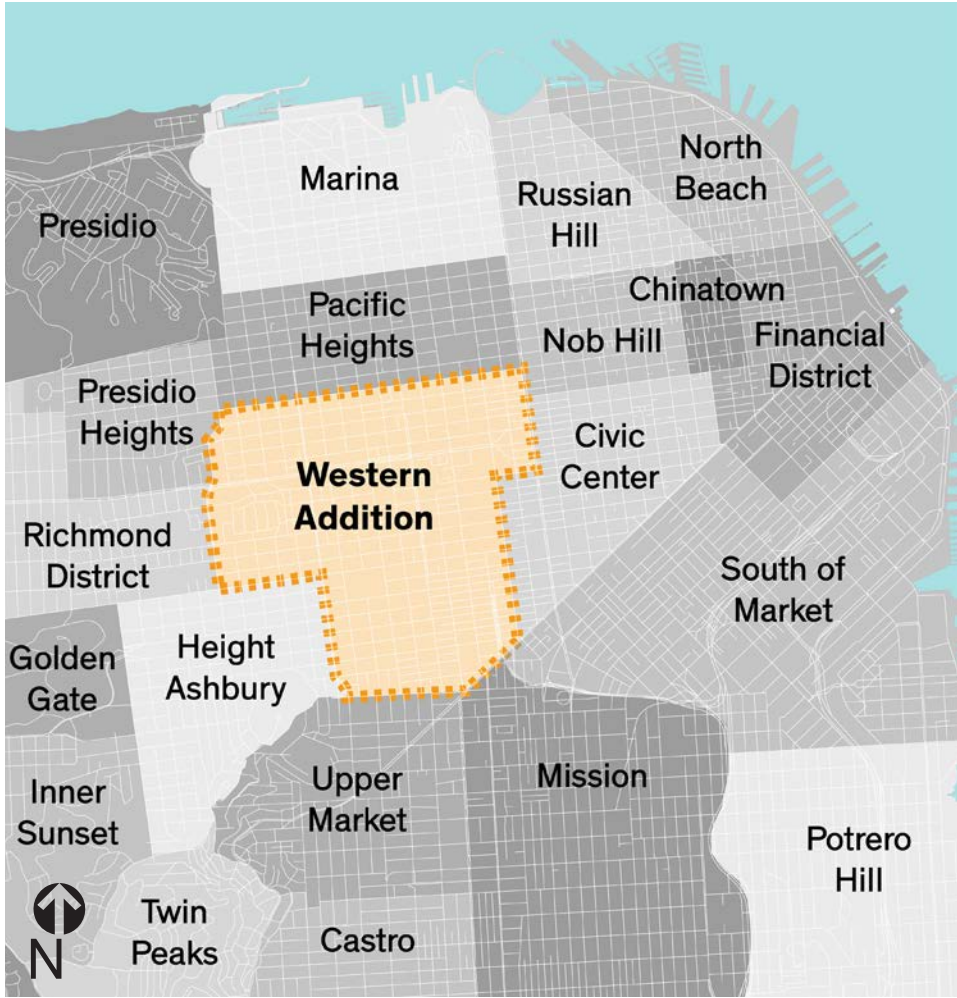 North
Beach
Marina
Russian
Hill
Presidio
Chinatown
Pacific
Heights
Nob Hill
Financial
District
Presidio
Heights
Civic
Center
Western
Addition
Richmond
District
South of
Market
Height
Ashbury
Golden
Gate
Upper
Market
Mission
Inner
Sunset
Potrero
Hill
Twin
Peaks
Castro
N